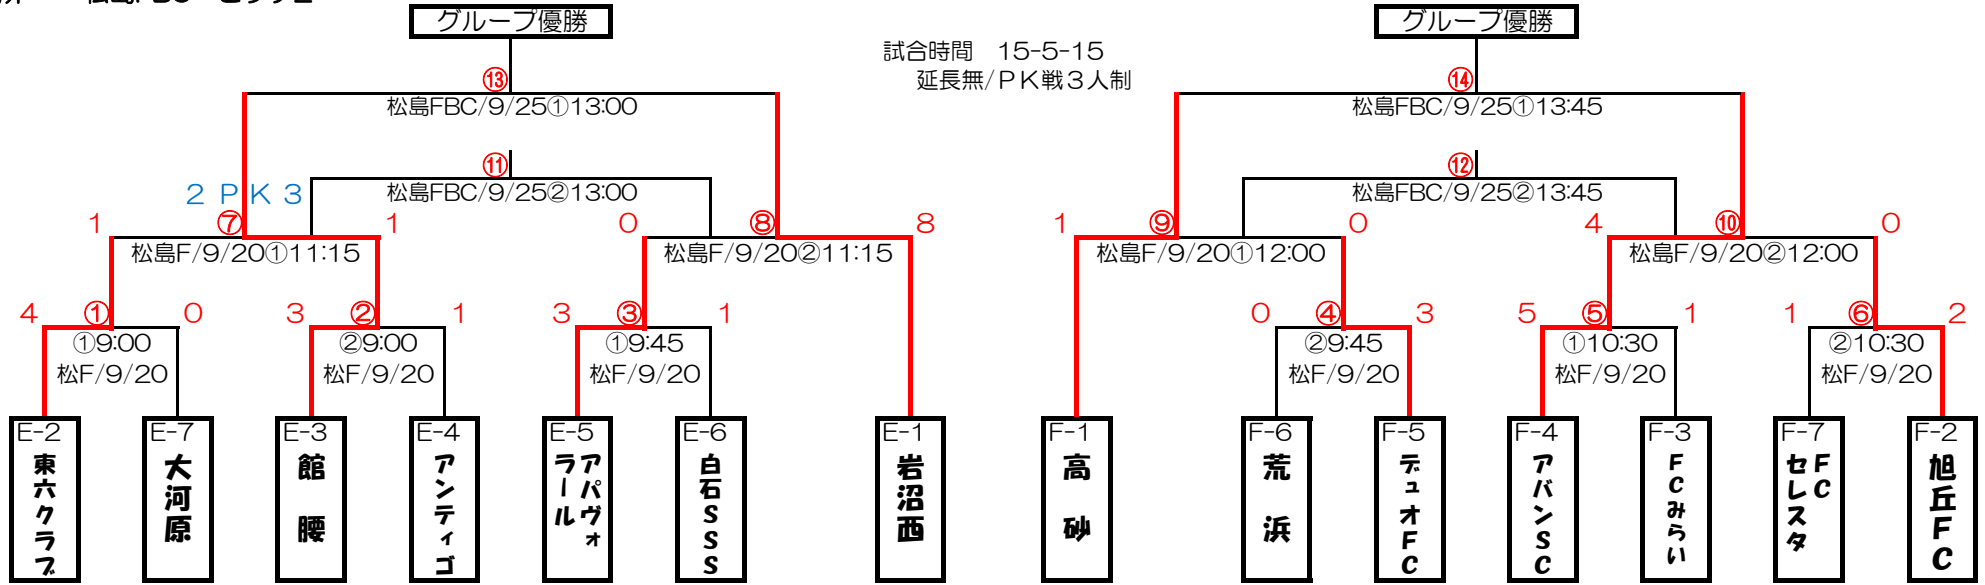 グループ優勝
グループ優勝
試合時間 15-5-15
延長無/PK戦3人制
⑬
松島FBC/9/25①13:00
⑭
松島FBC/9/25①13:45
⑪
松島FBC/9/25②13:00
⑫
松島FBC/9/25②13:45
2 PK 3
1 ⑦ 1
松島F/9/20①11:15
0 ⑧ 8
松島F/9/20②11:15
1 ⑨ 0
松島F/9/20①12:00
4 ⑩ 0
松島F/9/20②12:00
4 ① 0
①9:00
松F/9/20
3 ② 1
②9:00
松F/9/20
3 ③ 1
①9:45
松F/9/20
0 ④ 3
②9:45
松F/9/20
5 ⑤ 1
①10:30
松F/9/20
1 ⑥ 2
②10:30
松F/9/20
E-2
東六クラブ
E-7
大河原
E-3
館腰
E-4
アンティゴ
E-5
アパヴォ
ラール
E-6
白石SSS
E-1
岩沼西
F-1
高砂
F-6
荒浜
F-5
デュオFC
F-4
アバンSC
F-3
FCみらい
F-7
FC
セレスタ
F-2
旭丘FC